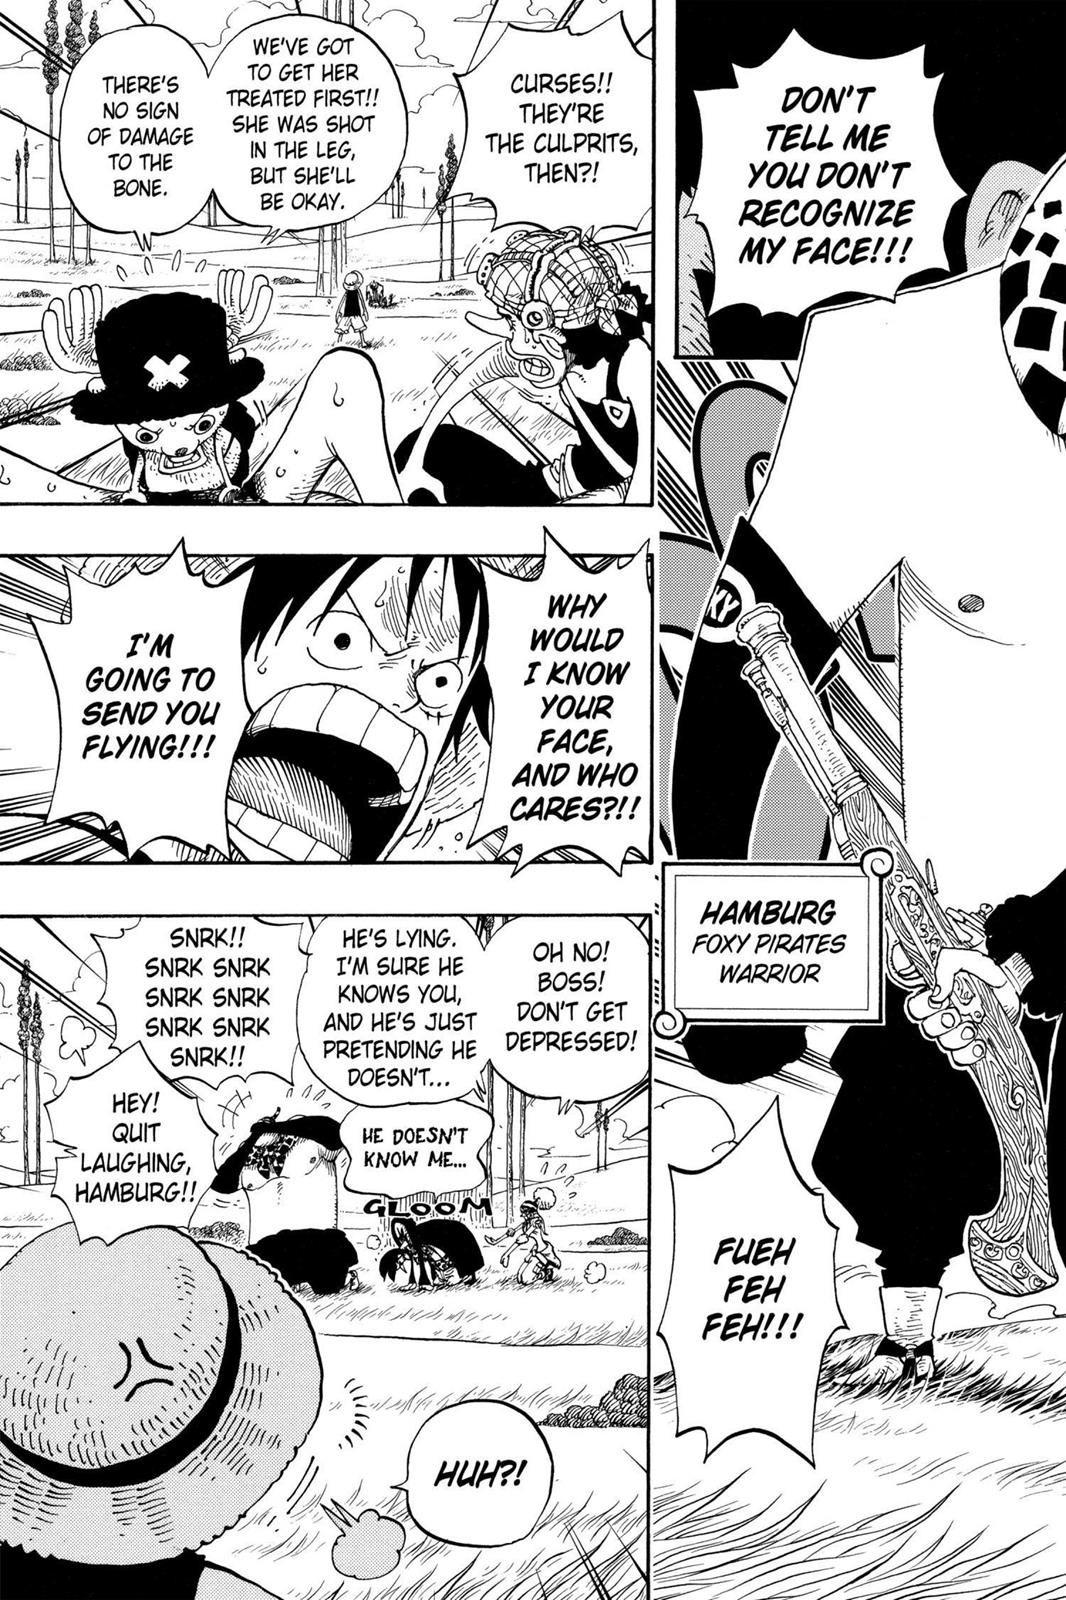 DON'T
TELL ME
YOU DON'T
RECOGNIZE
MY FACE!!!
XY
HAMBURG
FOXY PIRATES
WARRIOR
FUEH
FEH
FEH!!!
CURSES!!
THEY'RE
THE CULPRITS,
THEN?!
WE'VE GOT
TO GET HER
TREATED FIRST!!
SHE WAS SHOT
IN THE LEG,
BUT SHE'LL
BE OKAY.
THERE'S
NO SIGN
OF DAMAGE
TO THE
BONE.
WHY
WOULD
I KNOW
YOUR
FACE,
AND WHO
CARES?!!
I'M
GOING TO
SEND YOU
FLYING!!!
OH NO!
BOSS!
DON'T GET
DEPRESSED!
HE'S LYING.
I'M SURE HE
KNOWS YOU,
AND HE'S JUST
PRETENDING HE
DOESN'T...
HE DOESN'T
KNOW ME...
GLOOM
SNRK!!
SNRK SNRK
SNRK SNRK
SNRK SNRK
SNRK!!
HEY!
QUIT
LAUGHING,
HAMBURG!!
HUH?!